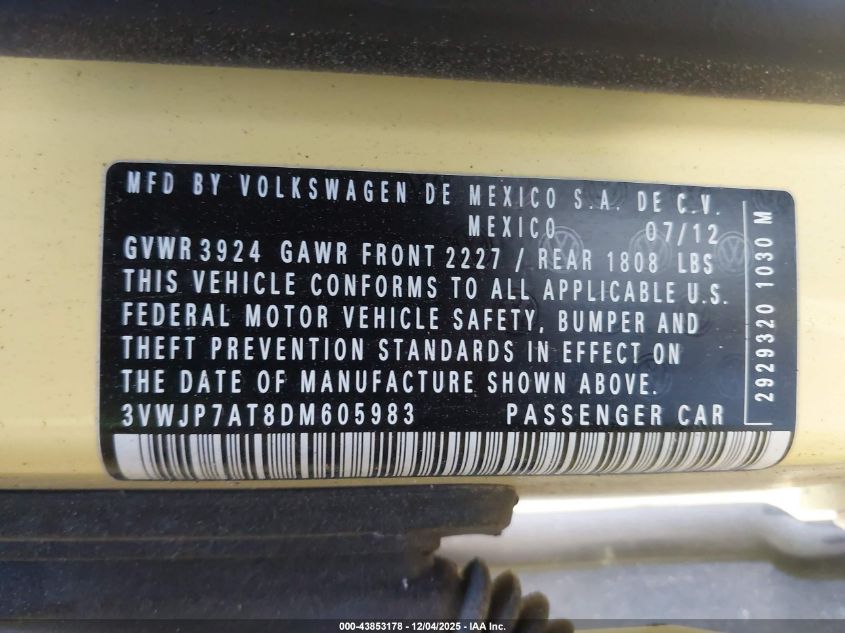 MFD BY VOLKSWAGEN DE MEXICO S.A. DE C.V.
MEXICO 07/12
GVWR 3924 GAWR FRONT 2227 / REAR 1808 LBS
THIS VEHICLE CONFORMS TO ALL APPLICABLE U.S.
FEDERAL MOTOR VEHICLE SAFETY, BUMPER AND
THEFT PREVENTION STANDARDS IN EFFECT ON
THE DATE OF MANUFACTURE SHOWN ABOVE.
3VWJP7AT8DM605983 PASSENGER CAR
2929320 1030 M
000-43853178 - 12/04/2025 - IAA Inc.